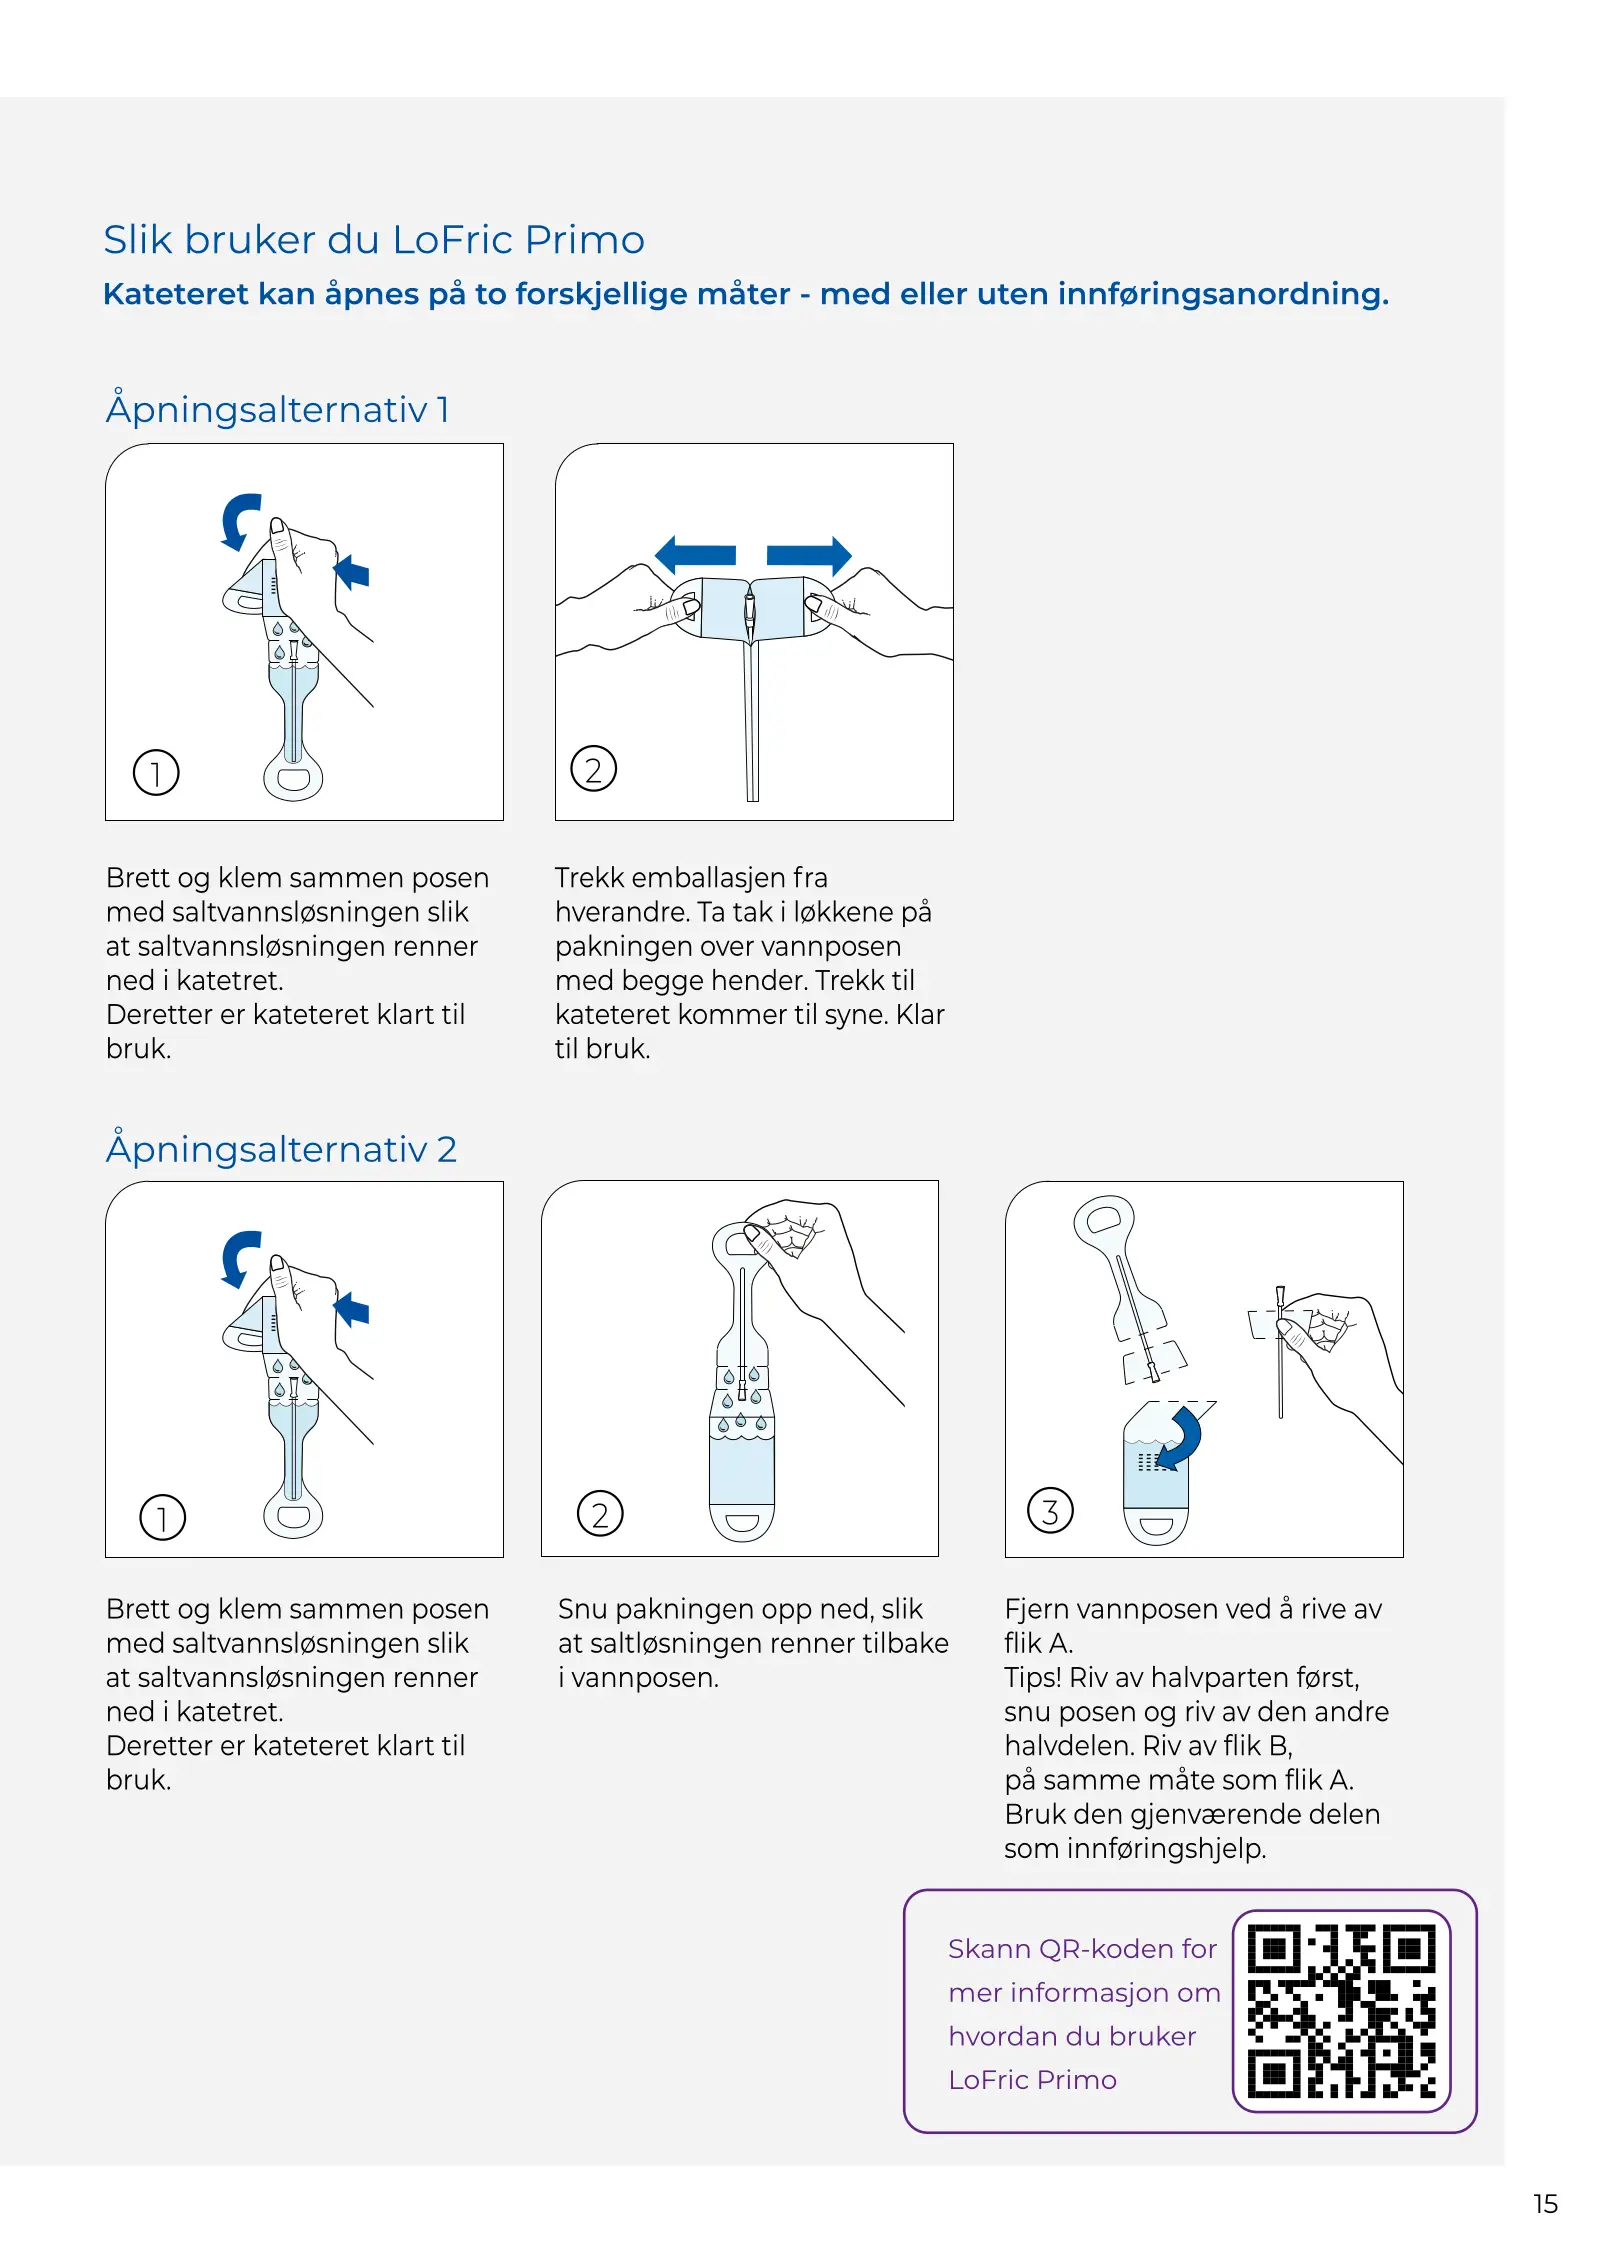 Slik bruker du LoFric Primo
Kateteret kan åpnes på to forskjellige måter - med eller uten innføringsanordning.
Åpningsalternativ 1
1
2
Brett og klem sammen posen
med saltvannsløsningen slik
at saltvannsløsningen renner
ned i katetret.
Deretter er kateteret klart til
bruk.
Trekk emballasjen fra
hverandre. Ta tak i løkkene på
pakningen over vannposen
med begge hender. Trekk til
kateteret kommer til syne. Klar
til bruk.
Åpningsalternativ 2
1
2
3
Brett og klem sammen posen
med saltvannsløsningen slik
at saltvannsløsningen renner
ned i katetret.
Deretter er kateteret klart til
bruk.
Snu pakningen opp ned, slik
at saltløsningen renner tilbake
i vannposen.
Fjern vannposen ved å rive av
flik A.
Tips! Riv av halvparten først,
snu posen og riv av den andre
halvdelen. Riv av flik B,
på samme måte som flik A.
Bruk den gjenværende delen
som innføringshjelp.
Skann QR-koden for
mer informasjon om
hvordan du bruker
LoFric Primo
15